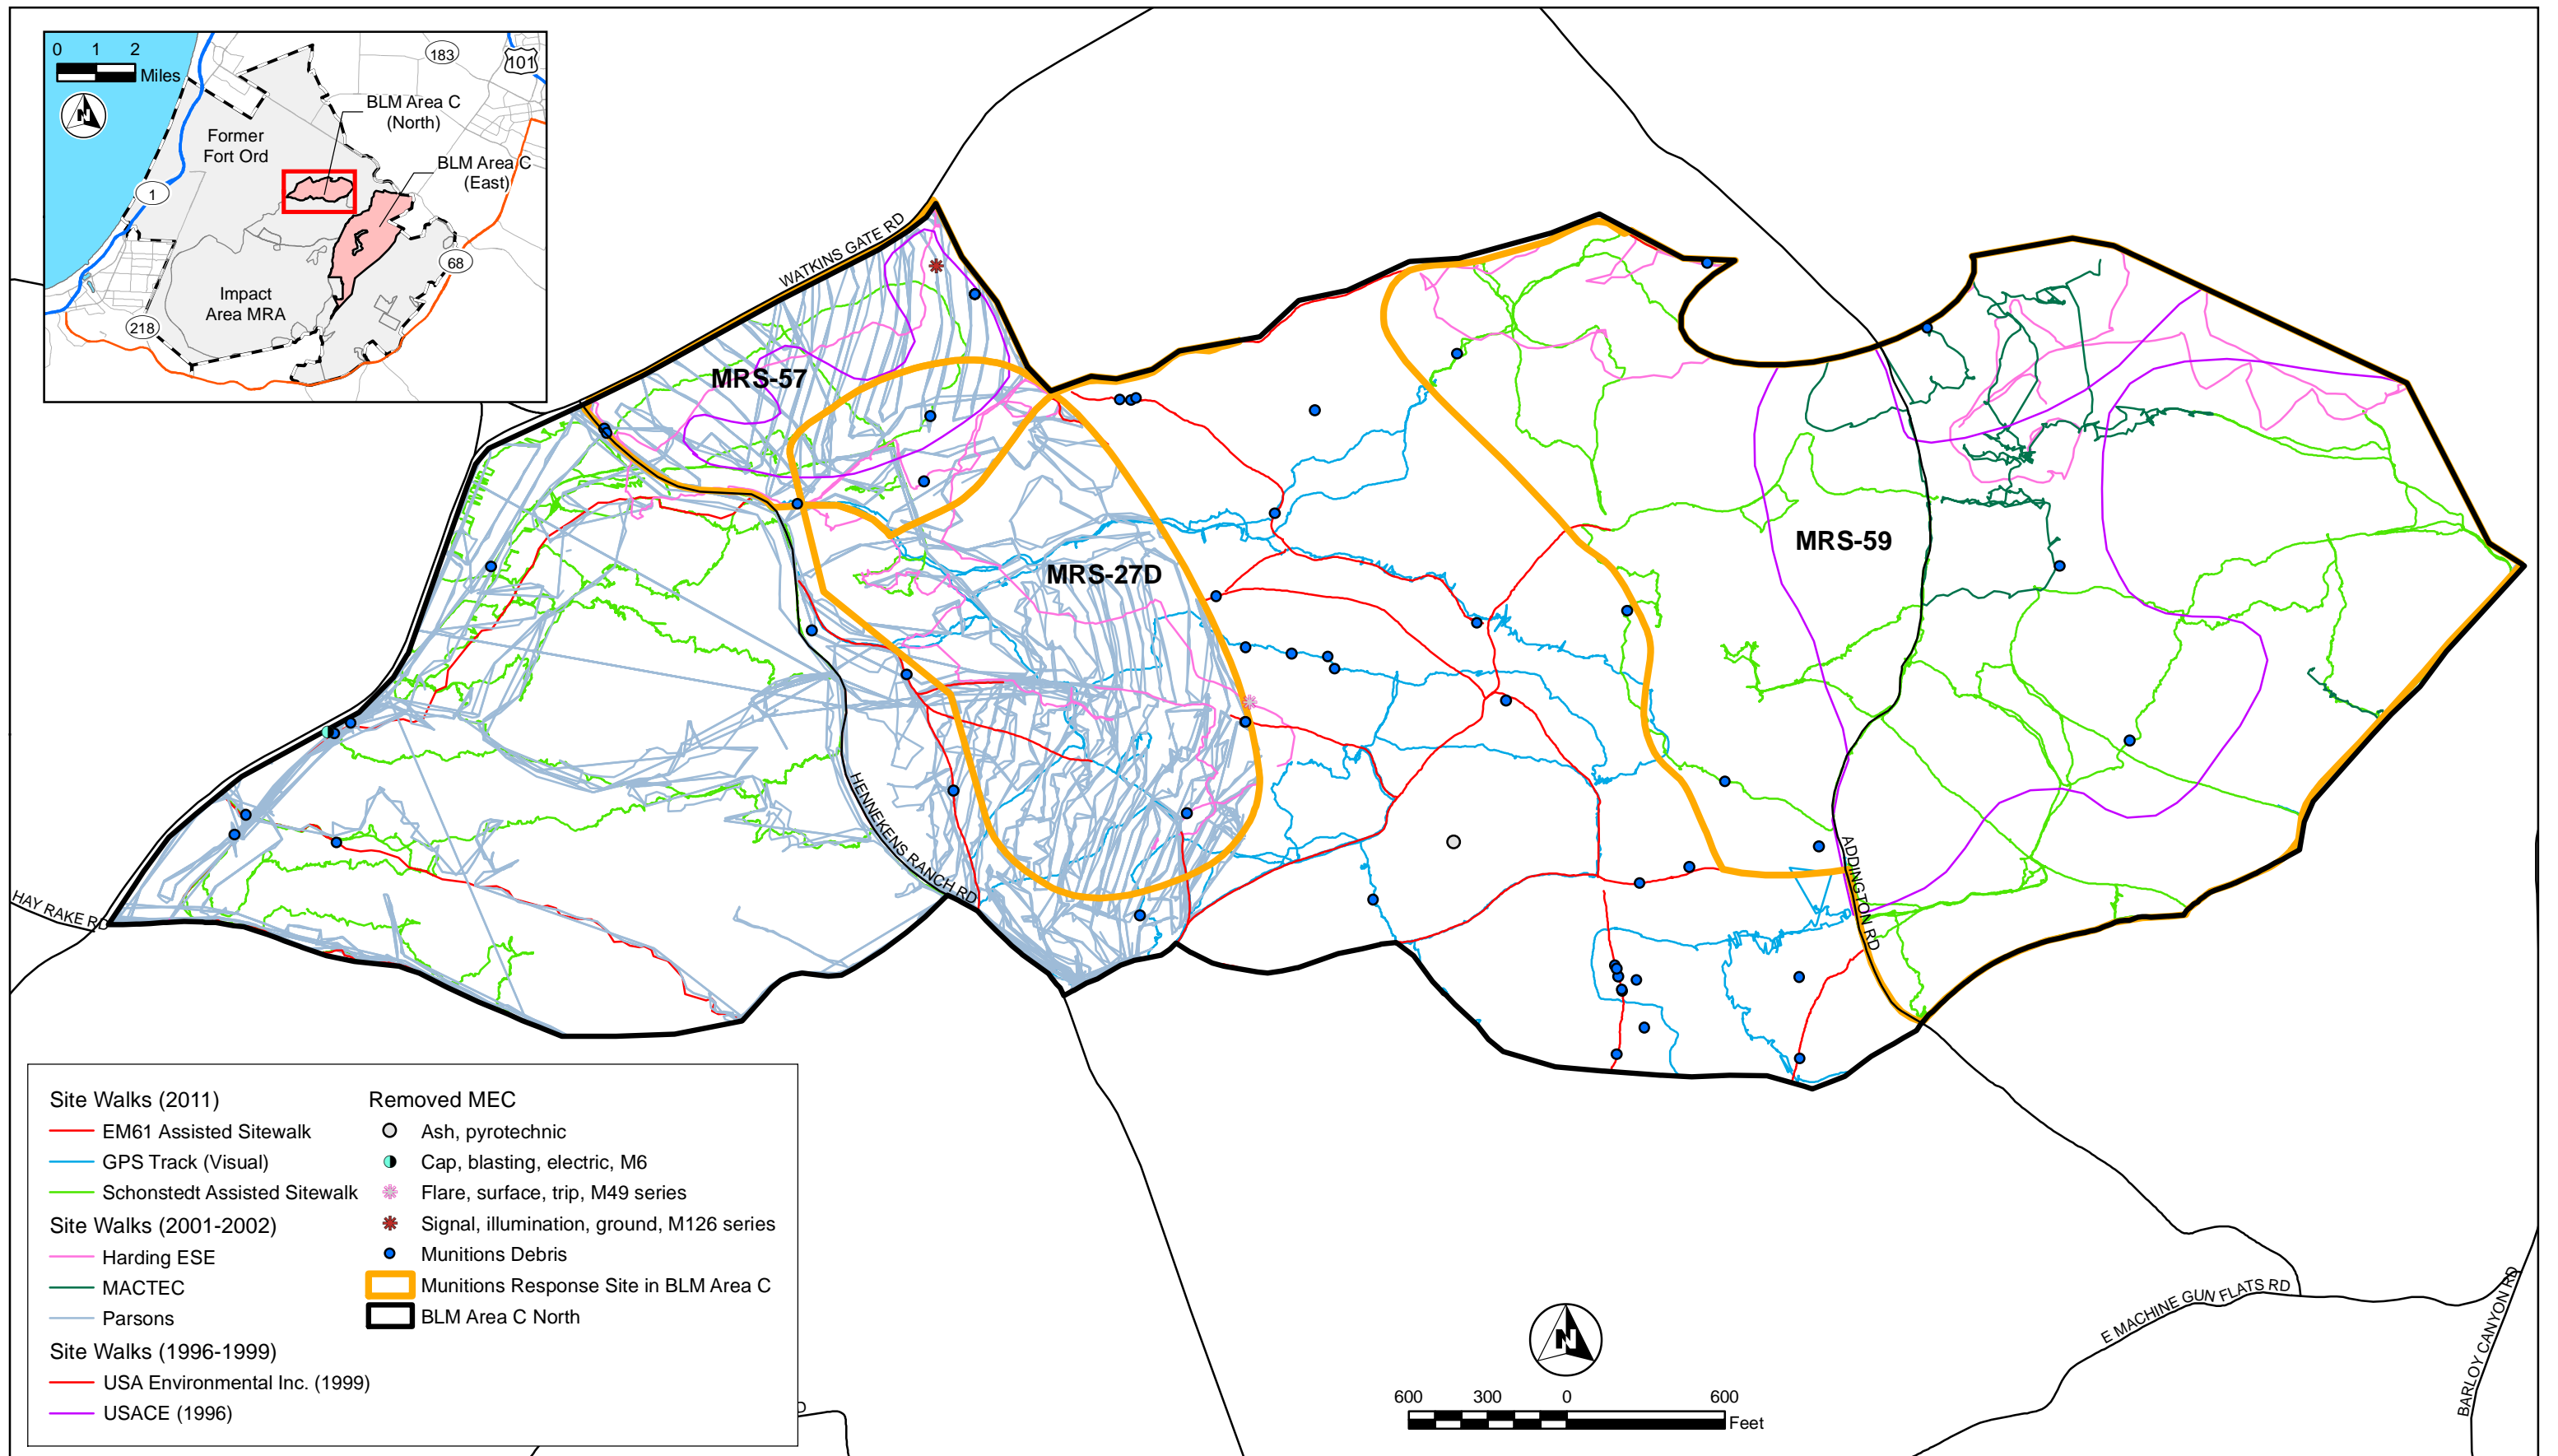 0 1 2
Miles
N
183
101
BLM Area C
(North)
Former
Fort Ord
BLM Area C
(East)
1
68
Impact
Area MRA
218
WATKINS GATE RD
MRS-57
MRS-27D
MRS-59
HENNEKENS RANCH RD
ADDINGTON RD
HAY RAKE RD
E MACHINE GUN FLATS RD
BARLOY CANYON RD
D
Site Walks (2011)
EM61 Assisted Sitewalk
GPS Track (Visual)
Schonstedt Assisted Sitewalk
Site Walks (2001-2002)
Harding ESE
MACTEC
Parsons
Site Walks (1996-1999)
USA Environmental Inc. (1999)
USACE (1996)
Removed MEC
Ash, pyrotechnic
Cap, blasting, electric, M6
Flare, surface, trip, M49 series
Signal, illumination, ground, M126 series
Munitions Debris
Munitions Response Site in BLM Area C
BLM Area C North
N
600 300 0 600
Feet